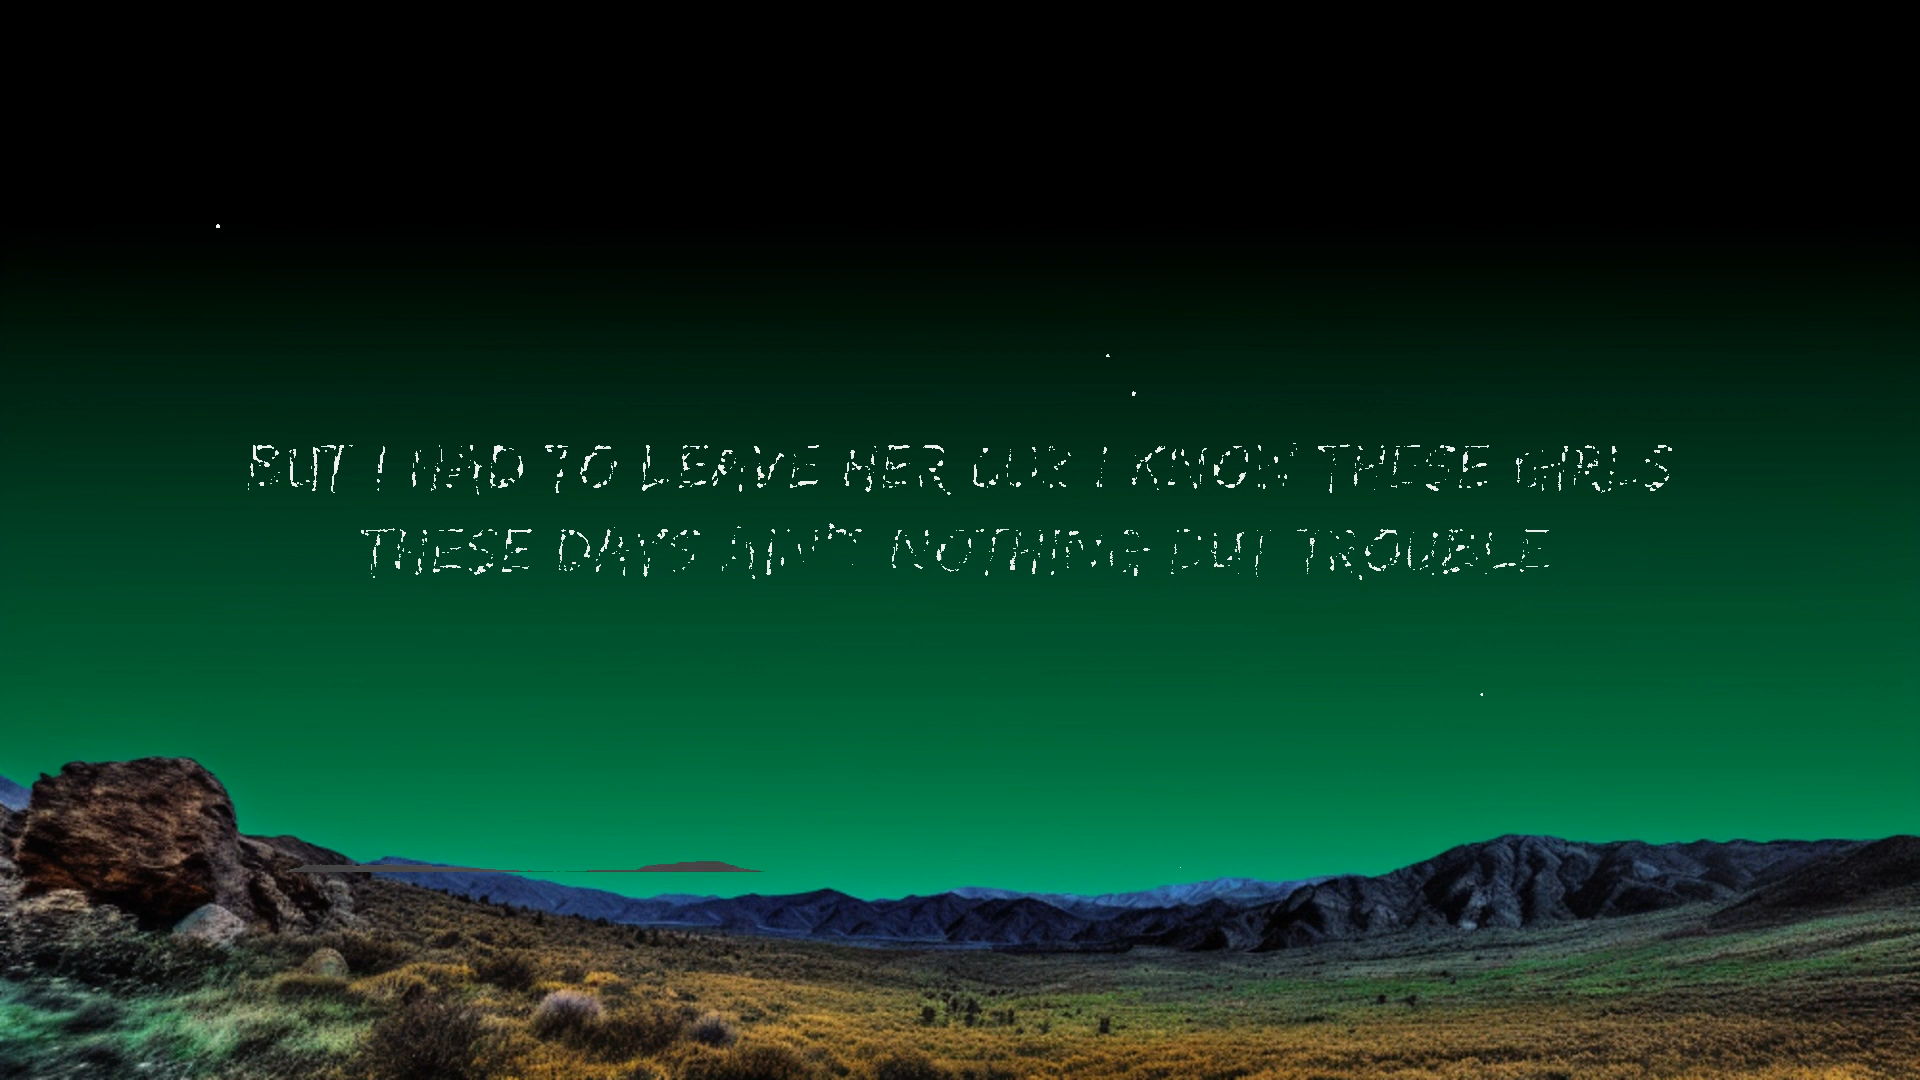 BUT I HAD TO LEAVE HER CUZ I KNOW THESE GIRLS
THESE DAYS AIN'T NOTHING BUT TROUBLE